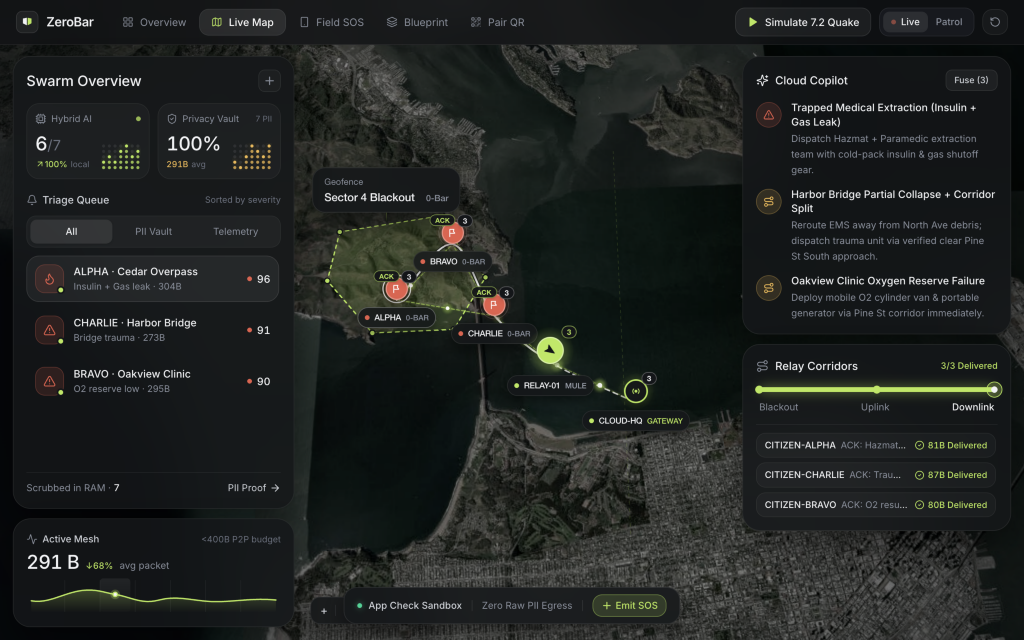 ZeroBar
Overview
Live Map
Field SOS
Blueprint
Pair QR
Simulate 7.2 Quake
Live
Patrol
Swarm Overview
Hybrid AI
6/7
↗100% local
Privacy Vault
7 PII
100%
291B avg
Triage Queue
Sorted by severity
All
PII Vault
Telemetry
ALPHA · Cedar Overpass
Insulin + Gas leak · 304B
96
CHARLIE · Harbor Bridge
Bridge trauma · 273B
91
BRAVO · Oakview Clinic
O2 reserve low · 295B
90
Scrubbed in RAM · 7
PII Proof →
Active Mesh
<400B P2P budget
291 B ↓68% avg packet
Geofence
Sector 4 Blackout 0-Bar
ACK 3
BRAVO 0-BAR
ACK 3
ALPHA 0-BAR
ACK 3
CHARLIE 0-BAR
3
RELAY-01 MULE
3
CLOUD-HQ GATEWAY
+
App Check Sandbox
Zero Raw PII Egress
+ Emit SOS
Cloud Copilot
Fuse (3)
Trapped Medical Extraction (Insulin +
Gas Leak)
Dispatch Hazmat + Paramedic extraction
team with cold-pack insulin & gas shutoff
gear.
Harbor Bridge Partial Collapse + Corridor
Split
Reroute EMS away from North Ave debris;
dispatch trauma unit via verified clear Pine
St South approach.
Oakview Clinic Oxygen Reserve Failure
Deploy mobile O2 cylinder van & portable
generator via Pine St corridor immediately.
Relay Corridors
3/3 Delivered
Blackout
Uplink
Downlink
CITIZEN-ALPHA ACK: Hazmat... 81B Delivered
CITIZEN-CHARLIE ACK: Trau... 87B Delivered
CITIZEN-BRAVO ACK: O2 resu... 80B Delivered